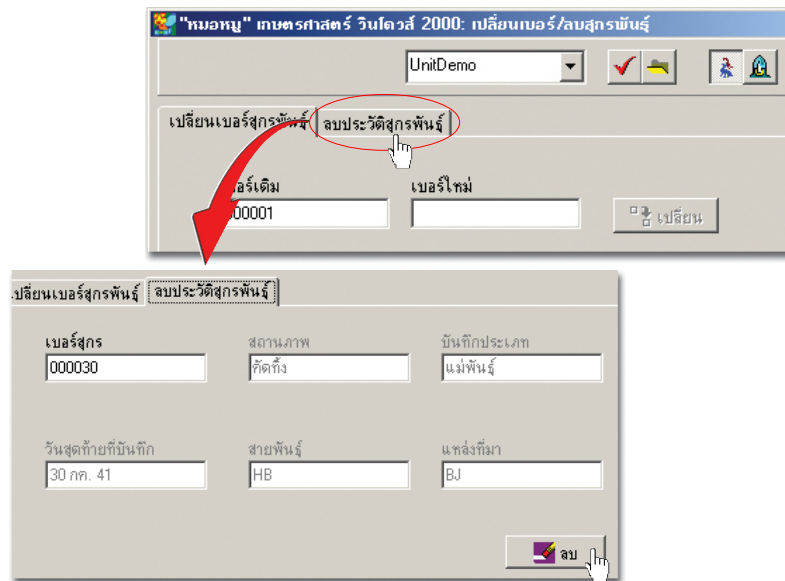 "หมอหมู" เกษตรศาสตร์ วินโดวส์ 2000: เปลี่ยนเบอร์/ลบสุกรพันธุ์
UnitDemo
เปลี่ยนเบอร์สุกรพันธุ์ ลบประวัติสุกรพันธุ์
อร์เดิม เบอร์ใหม่
00001 เปลี่ยน
ปลี่ยนเบอร์สุกรพันธุ์ ลบประวัติสุกรพันธุ์
เบอร์สุกร สถานภาพ บันทึกประเภท
000030 คัดทิ้ง แม่พันธุ์
วันสุดท้ายที่บันทึก สายพันธุ์ แหล่งที่มา
30 กค. 41 HB BJ
ลบ